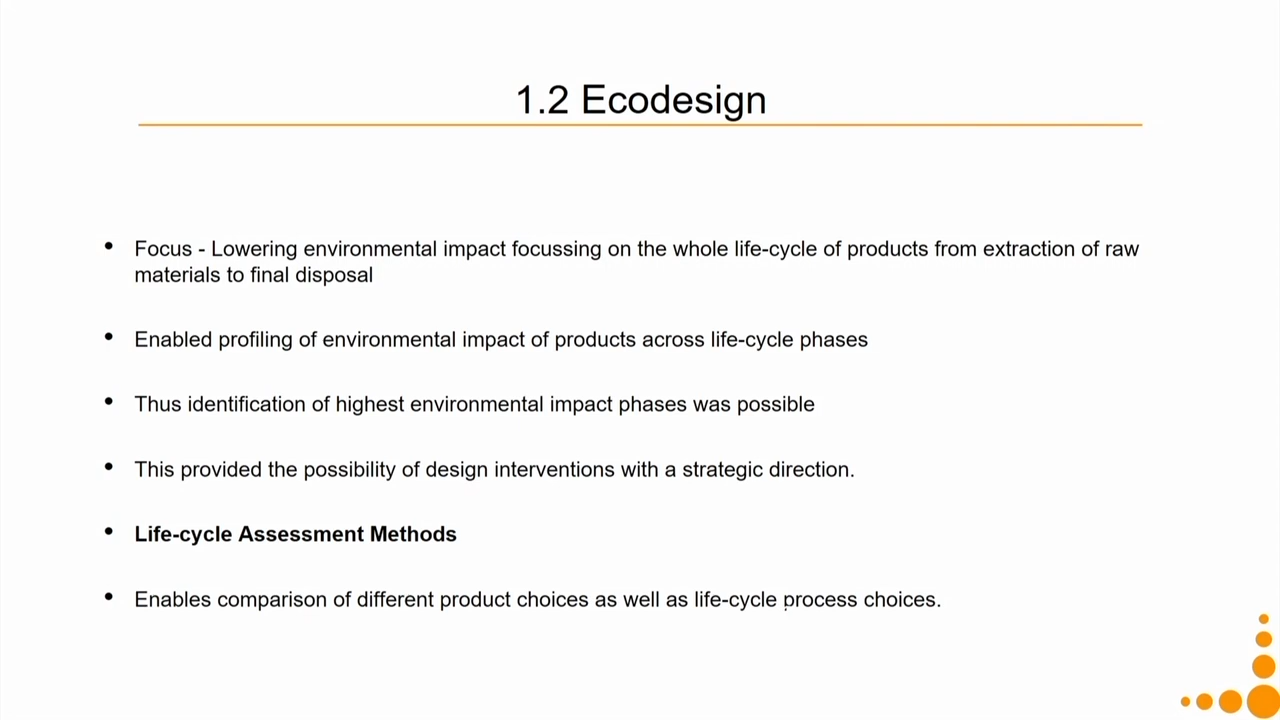 1.2 Ecodesign
• Focus - Lowering environmental impact focussing on the whole life-cycle of products from extraction of raw
materials to final disposal
• Enabled profiling of environmental impact of products across life-cycle phases
• Thus identification of highest environmental impact phases was possible
• This provided the possibility of design interventions with a strategic direction.
• Life-cycle Assessment Methods
• Enables comparison of different product choices as well as life-cycle process choices.